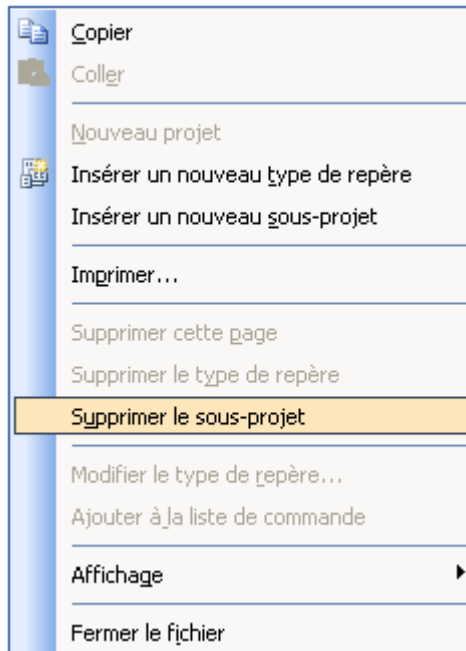 Copier
Coller
Nouveau projet
Insérer un nouveau type de repère
Insérer un nouveau sous-projet
Imprimer...
Supprimer cette page
Supprimer le type de repère
Supprimer le sous-projet
Modifier le type de repère...
Ajouter à la liste de commande
Affichage
Fermer le fichier